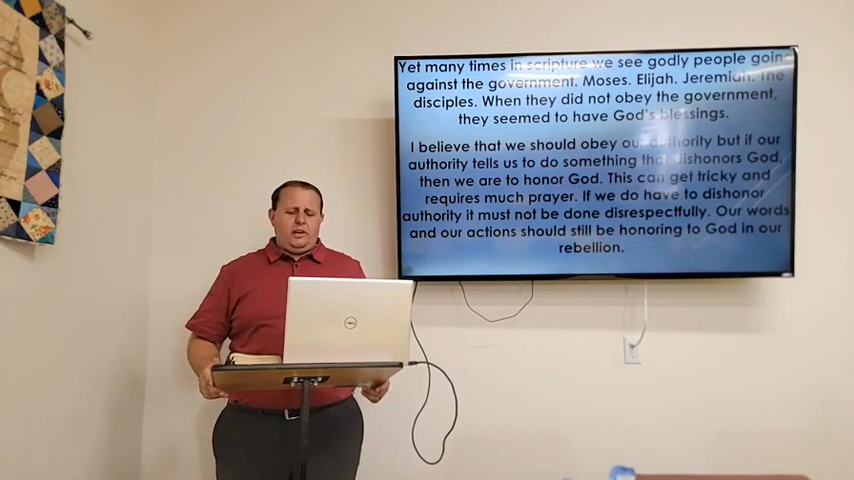 Yet many times in scripture we see godly people going
against the government. Moses. Elijah. Jeremiah. The
disciples. When they did not obey the government,
they seemed to have God's blessings.
I believe that we should obey our authority but if our
authority tells us to do something that dishonors God,
then we are to honor God. This can get tricky and
requires much prayer. If we do have to dishonor
authority it must not be done disrespectfully. Our words
and our actions should still be honoring to God in our
rebellion.
DELL